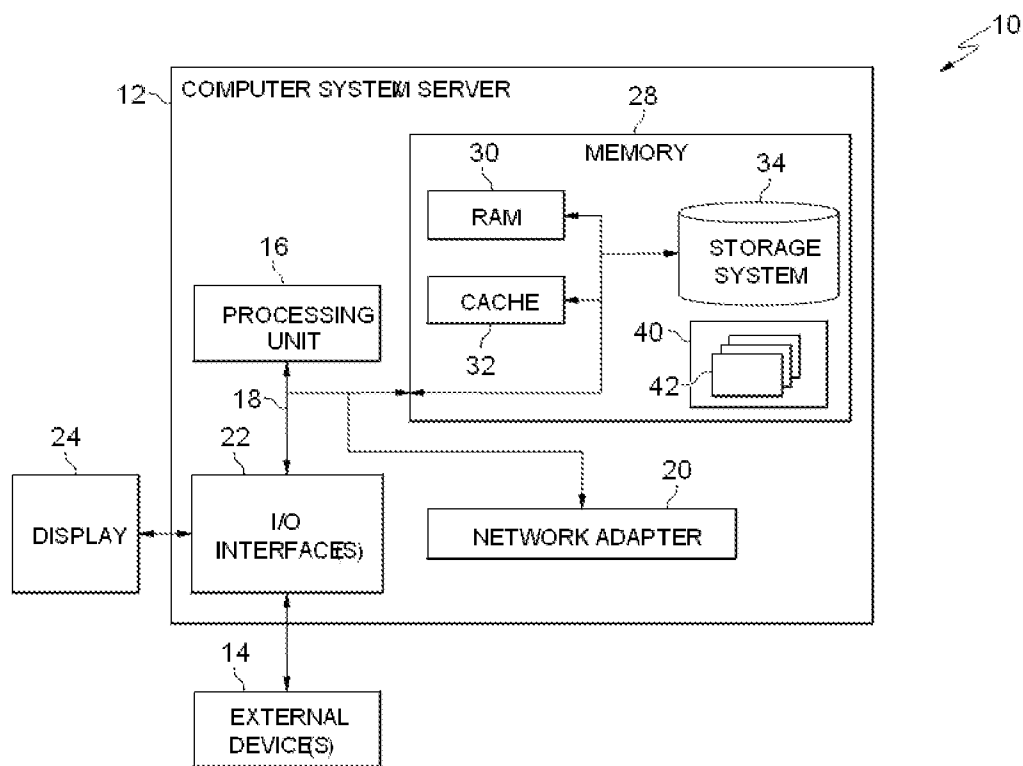 10
12
COMPUTER SYSTEM SERVER
28
MEMORY
30
RAM
34
STORAGE
SYSTEM
16
PROCESSING
UNIT
CACHE
32
40
42
18
24
22
20
DISPLAY
I/O
INTERFACE(S)
NETWORK ADAPTER
14
EXTERNAL
DEVICE(S)